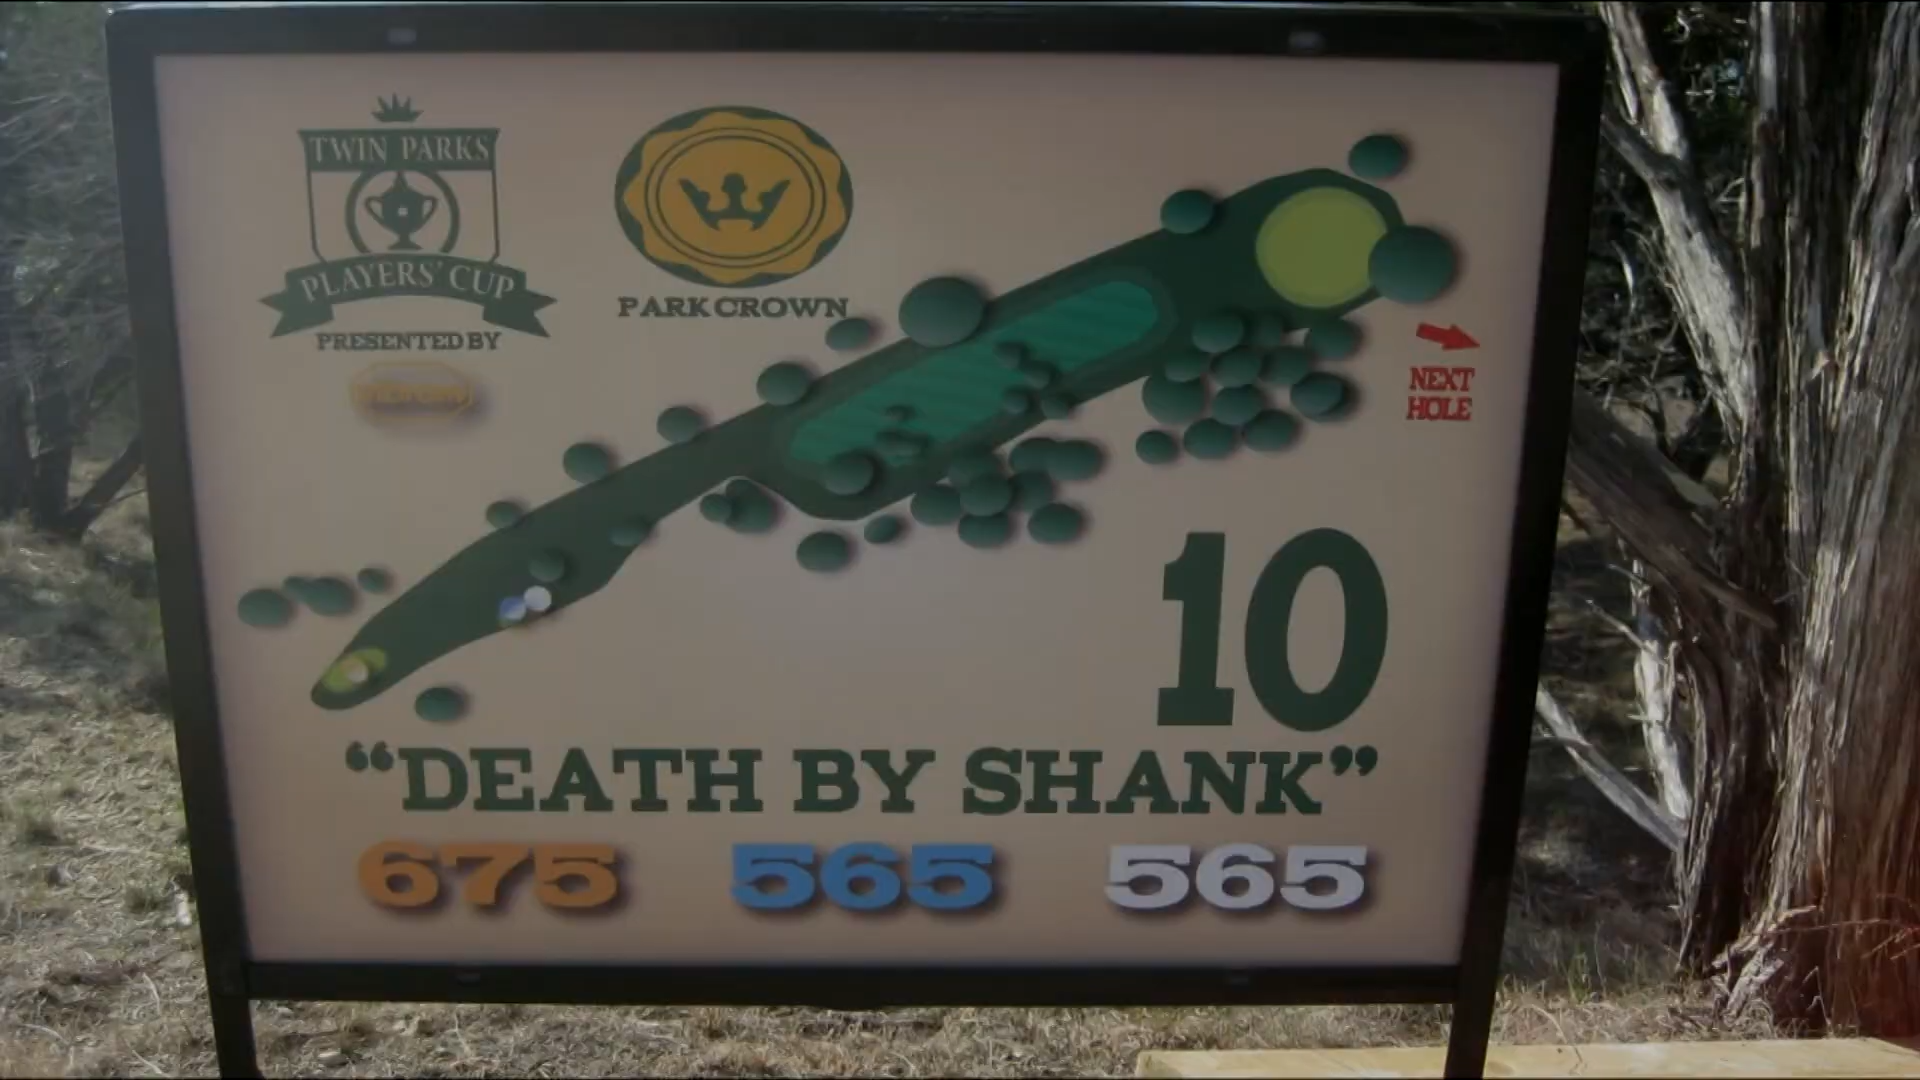 TWIN PARKS
PLAYERS' CUP
PRESENTED BY
PARK CROWN
NEXT
HOLE
10
“DEATH BY SHANK”
675 565 565